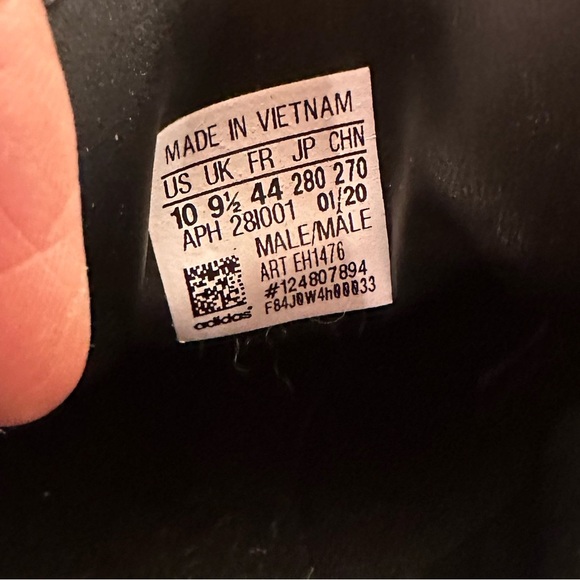 MADE IN VIETNAM
US UK FR JP CHN
10 9½ 44 280 270
APH 28I001 01/20
MALE/MÂLE
ART EH1476
#124807894
F84J0W4h00033
adidas